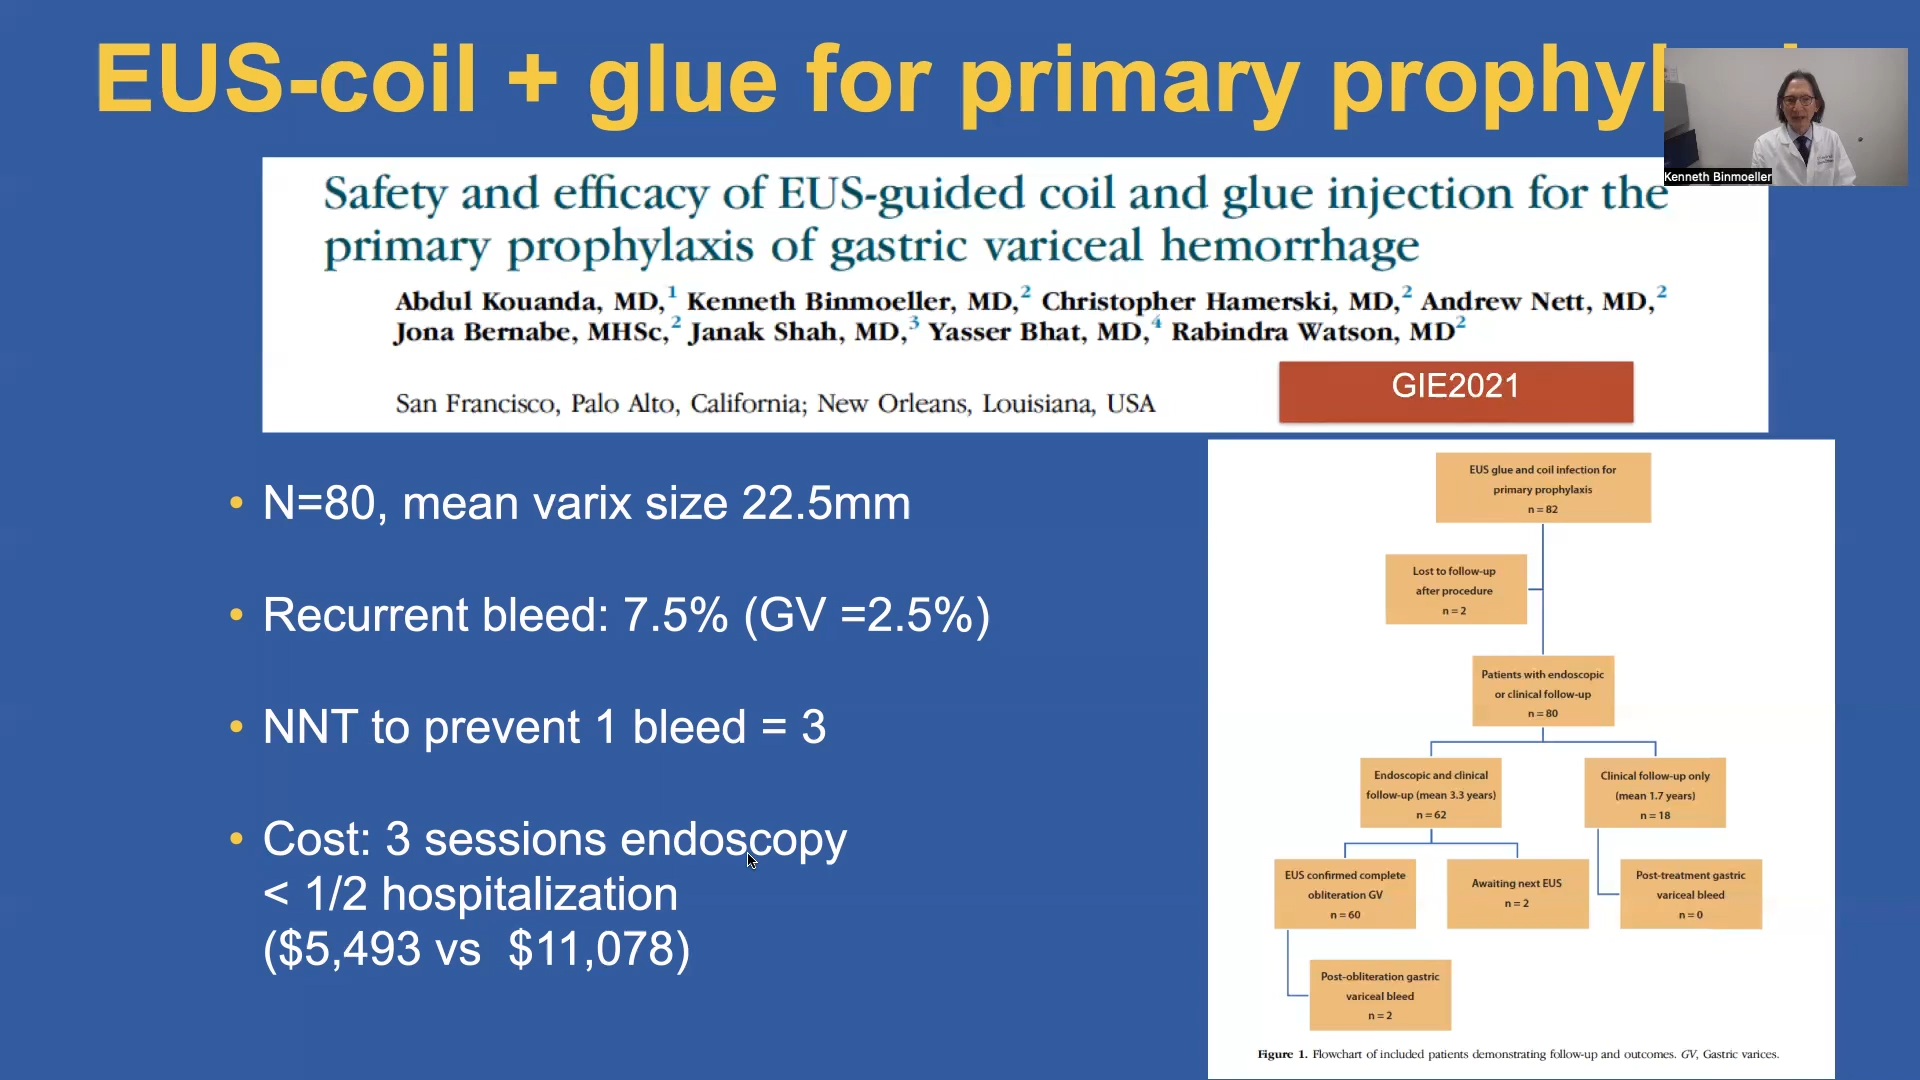 EUS-coil + glue for primary prophyl
Kenneth Binmoeller
Safety and efficacy of EUS-guided coil and glue injection for the
primary prophylaxis of gastric variceal hemorrhage
Abdul Kouanda, MD,1 Kenneth Binmoeller, MD,2 Christopher Hamerski, MD,2 Andrew Nett, MD,2
Jona Bernabe, MHSc,2 Janak Shah, MD,3 Yasser Bhat, MD,4 Rabindra Watson, MD2
San Francisco, Palo Alto, California; New Orleans, Louisiana, USA
GIE2021
• N=80, mean varix size 22.5mm
• Recurrent bleed: 7.5% (GV =2.5%)
• NNT to prevent 1 bleed = 3
• Cost: 3 sessions endoscopy
< 1/2 hospitalization
($5,493 vs $11,078)
EUS glue and coil infection for
primary prophylaxis
n = 82
Lost to follow-up
after procedure
n = 2
Patients with endoscopic
or clinical follow-up
n = 80
Endoscopic and clinical
follow-up (mean 3.3 years)
n = 62
Clinical follow-up only
(mean 1.7 years)
n = 18
EUS confirmed complete
obliteration GV
n = 60
Awaiting next EUS
n = 2
Post-treatment gastric
variceal bleed
n = 0
Post-obliteration gastric
variceal bleed
n = 2
Figure 1. Flowchart of included patients demonstrating follow-up and outcomes. GV, Gastric varices.